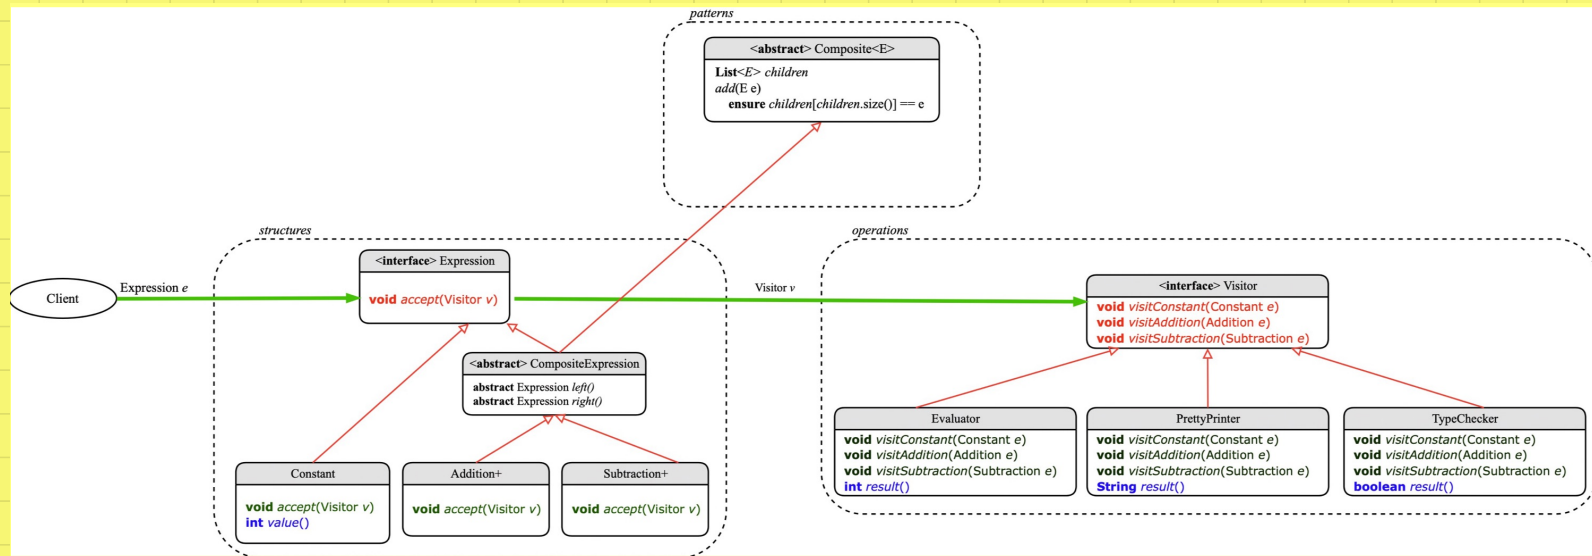 patterns
<abstract> Composite<E>
List<E> children
add(E e)
ensure children[children.size()] == e
structures
<interface> Expression
void accept(Visitor v)
Client
Expression e
Visitor v
<abstract> CompositeExpression
abstract Expression left()
abstract Expression right()
Constant
void accept(Visitor v)
int value()
Addition+
void accept(Visitor v)
Subtraction+
void accept(Visitor v)
operations
<interface> Visitor
void visitConstant(Constant e)
void visitAddition(Addition e)
void visitSubtraction(Subtraction e)
Evaluator
void visitConstant(Constant e)
void visitAddition(Addition e)
void visitSubtraction(Subtraction e)
int result()
PrettyPrinter
void visitConstant(Constant e)
void visitAddition(Addition e)
void visitSubtraction(Subtraction e)
String result()
TypeChecker
void visitConstant(Constant e)
void visitAddition(Addition e)
void visitSubtraction(Subtraction e)
boolean result()